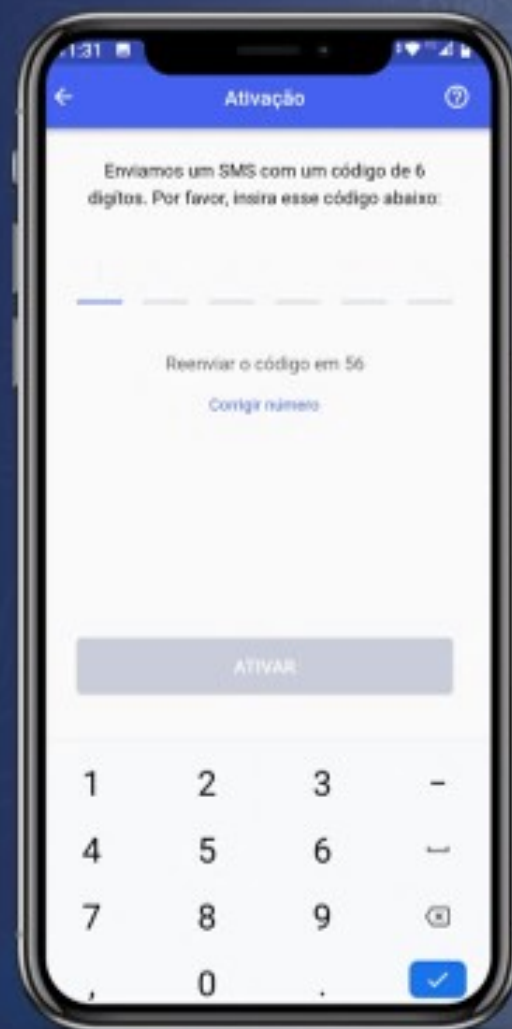 1:31
Ativação
Enviamos um SMS com um código de 6
digítos. Por favor, insira esse código abaixo:
Reenviar o código em 56
Corrigir número
ATIVAR
1 2 3 -
4 5 6
7 8 9
, 0 .